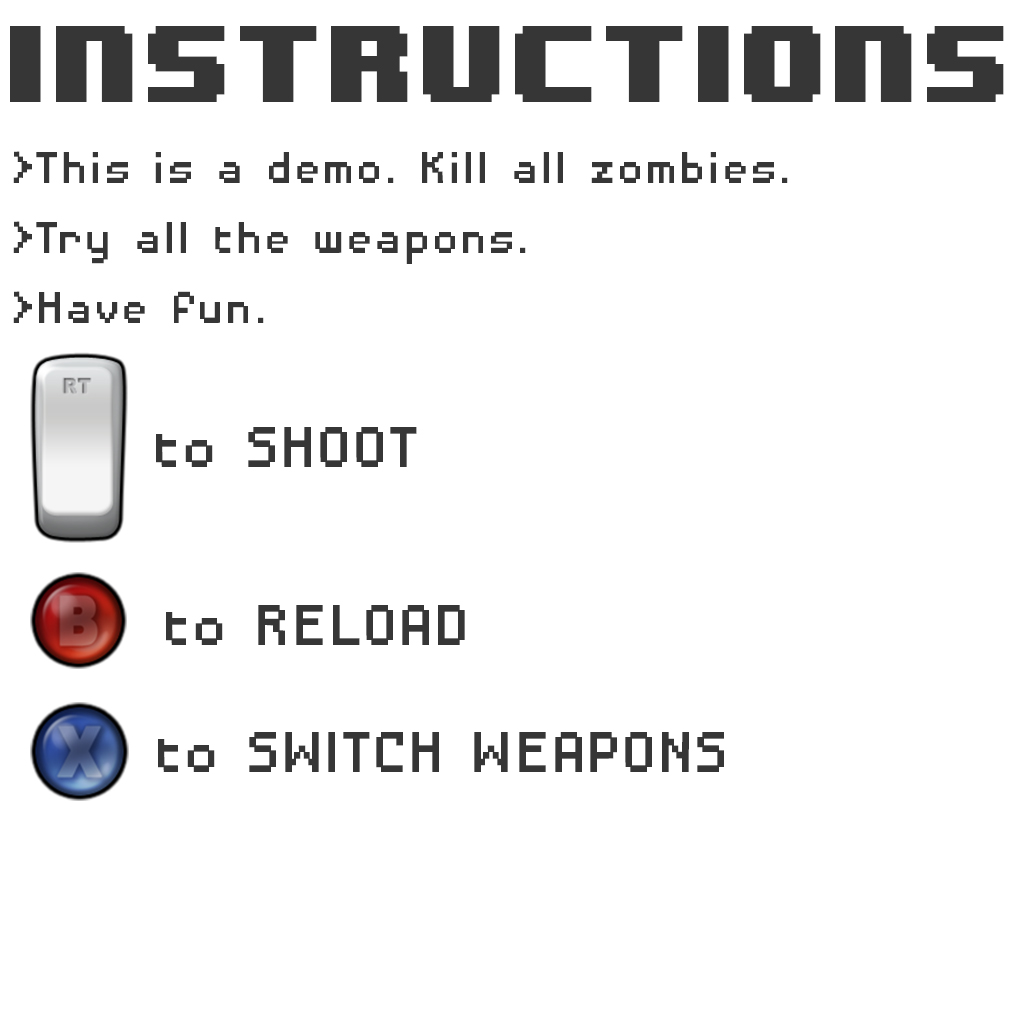 INSTRUCTIONS
>This is a demo. Kill all zombies.
>Try all the weapons.
>Have fun.
RT to SHOOT
B to RELOAD
X to SWITCH WEAPONS